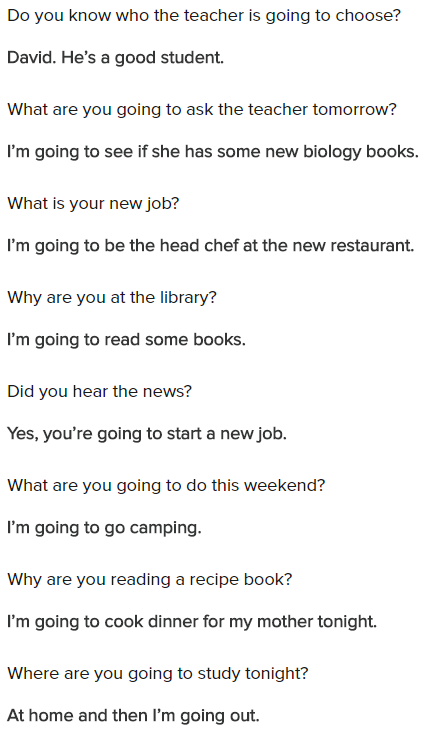 Do you know who the teacher is going to choose?
David. He’s a good student.
What are you going to ask the teacher tomorrow?
I’m going to see if she has some new biology books.
What is your new job?
I’m going to be the head chef at the new restaurant.
Why are you at the library?
I’m going to read some books.
Did you hear the news?
Yes, you’re going to start a new job.
What are you going to do this weekend?
I’m going to go camping.
Why are you reading a recipe book?
I’m going to cook dinner for my mother tonight.
Where are you going to study tonight?
At home and then I’m going out.